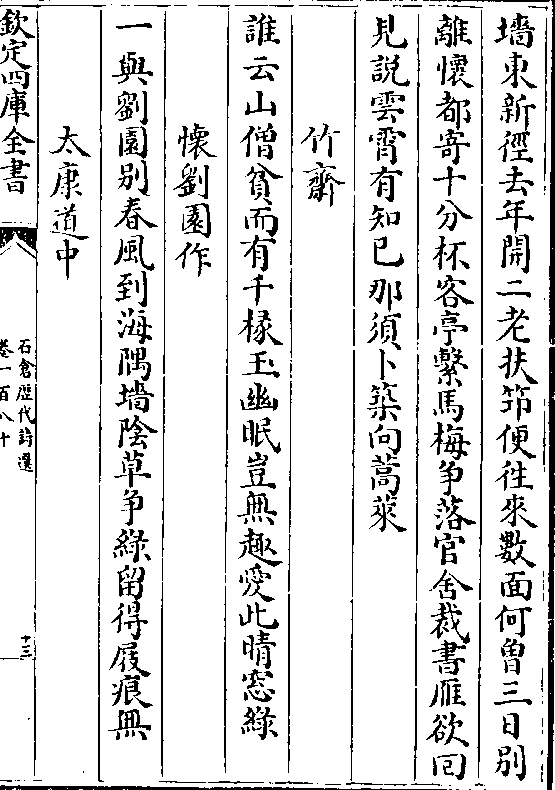 墻東新徑去年開二老扶筇便往來數面何曾三日别
離懷都寄十分杯客亭繫馬梅争落官舍裁書雁欲回
見説雲霄有知已那須卜築向蒿萊
竹齋
誰云山僧貧而有千椽玉幽眠豈無趣愛此晴窓緑
懷劉園作
一與劉園别春風到海隅墻陰草争緑留得屐痕無
太康道中
欽定四庫全書
石倉歴代詩選
卷一百八十
十三